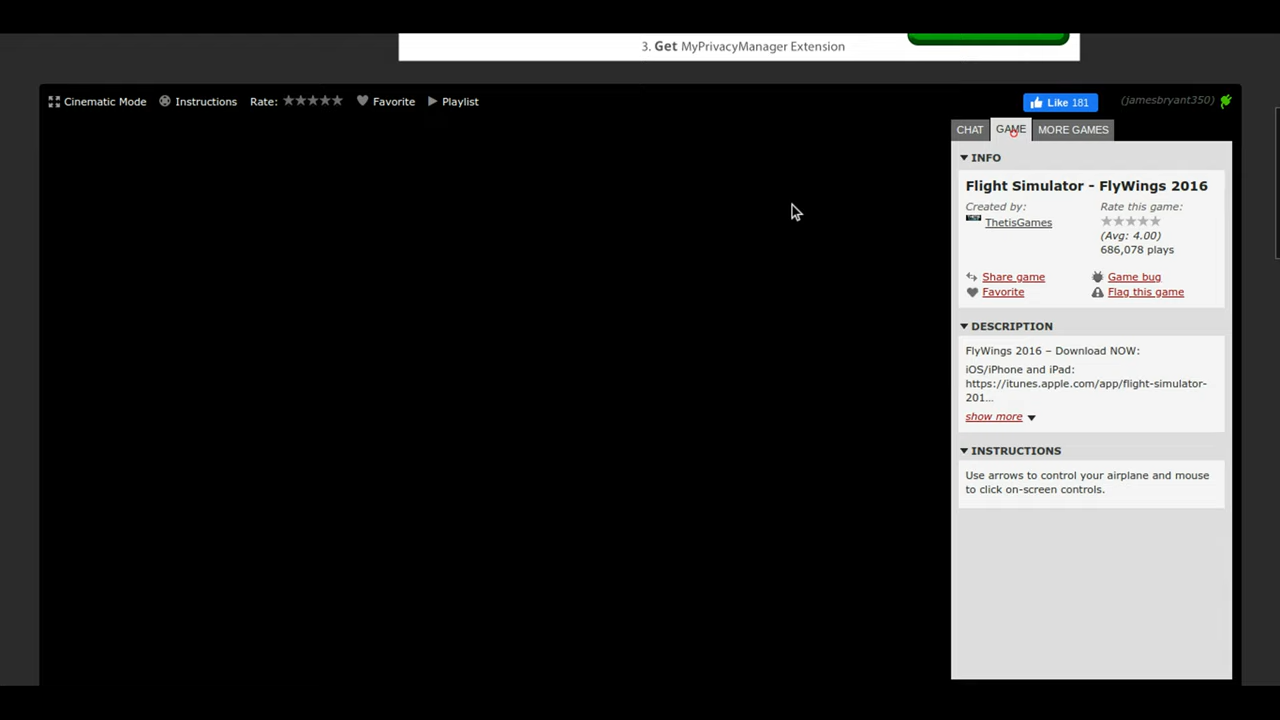 3. Get MyPrivacyManager Extension
Cinematic Mode Instructions Rate: Favorite Playlist
Like 181
(jamesbryant350)
CHAT GAME MORE GAMES
INFO
Flight Simulator - FlyWings 2016
Created by:
ThetisGames
Rate this game:
(Avg: 4.00)
686,078 plays
Share game
Game bug
Favorite
Flag this game
DESCRIPTION
FlyWings 2016 – Download NOW:
iOS/iPhone and iPad:
https://itunes.apple.com/app/flight-simulator-
201...
show more
INSTRUCTIONS
Use arrows to control your airplane and mouse
to click on-screen controls.